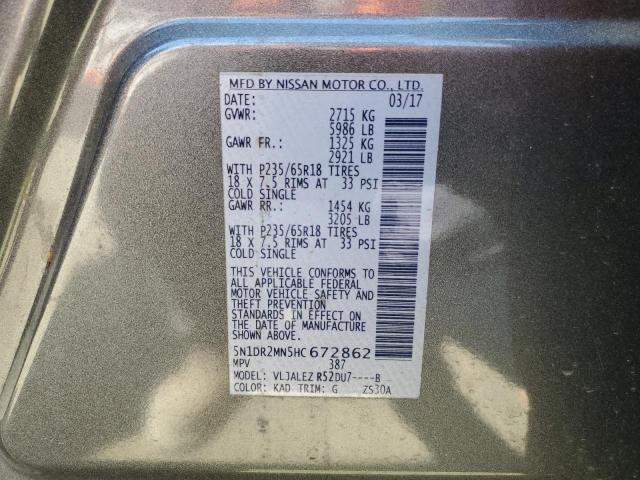 MFD BY NISSAN MOTOR CO., LTD.
DATE: 03/17
GVWR: 2715 KG
5986 LB
GAWR FR.: 1325 KG
2921 LB
WITH P235/65R18 TIRES
18 X 7.5 RIMS AT 33 PSI
COLD SINGLE
GAWR RR.: 1454 KG
3205 LB
WITH P235/65R18 TIRES
18 X 7.5 RIMS AT 33 PSI
COLD SINGLE
THIS VEHICLE CONFORMS TO
ALL APPLICABLE FEDERAL
MOTOR VEHICLE SAFETY AND
THEFT PREVENTION
STANDARDS IN EFFECT ON
THE DATE OF MANUFACTURE
SHOWN ABOVE.
5N1DR2MN5HC672862
MPV 387
MODEL: VLJALEZ R52DU7----B
COLOR: KAD TRIM: G ZS30A